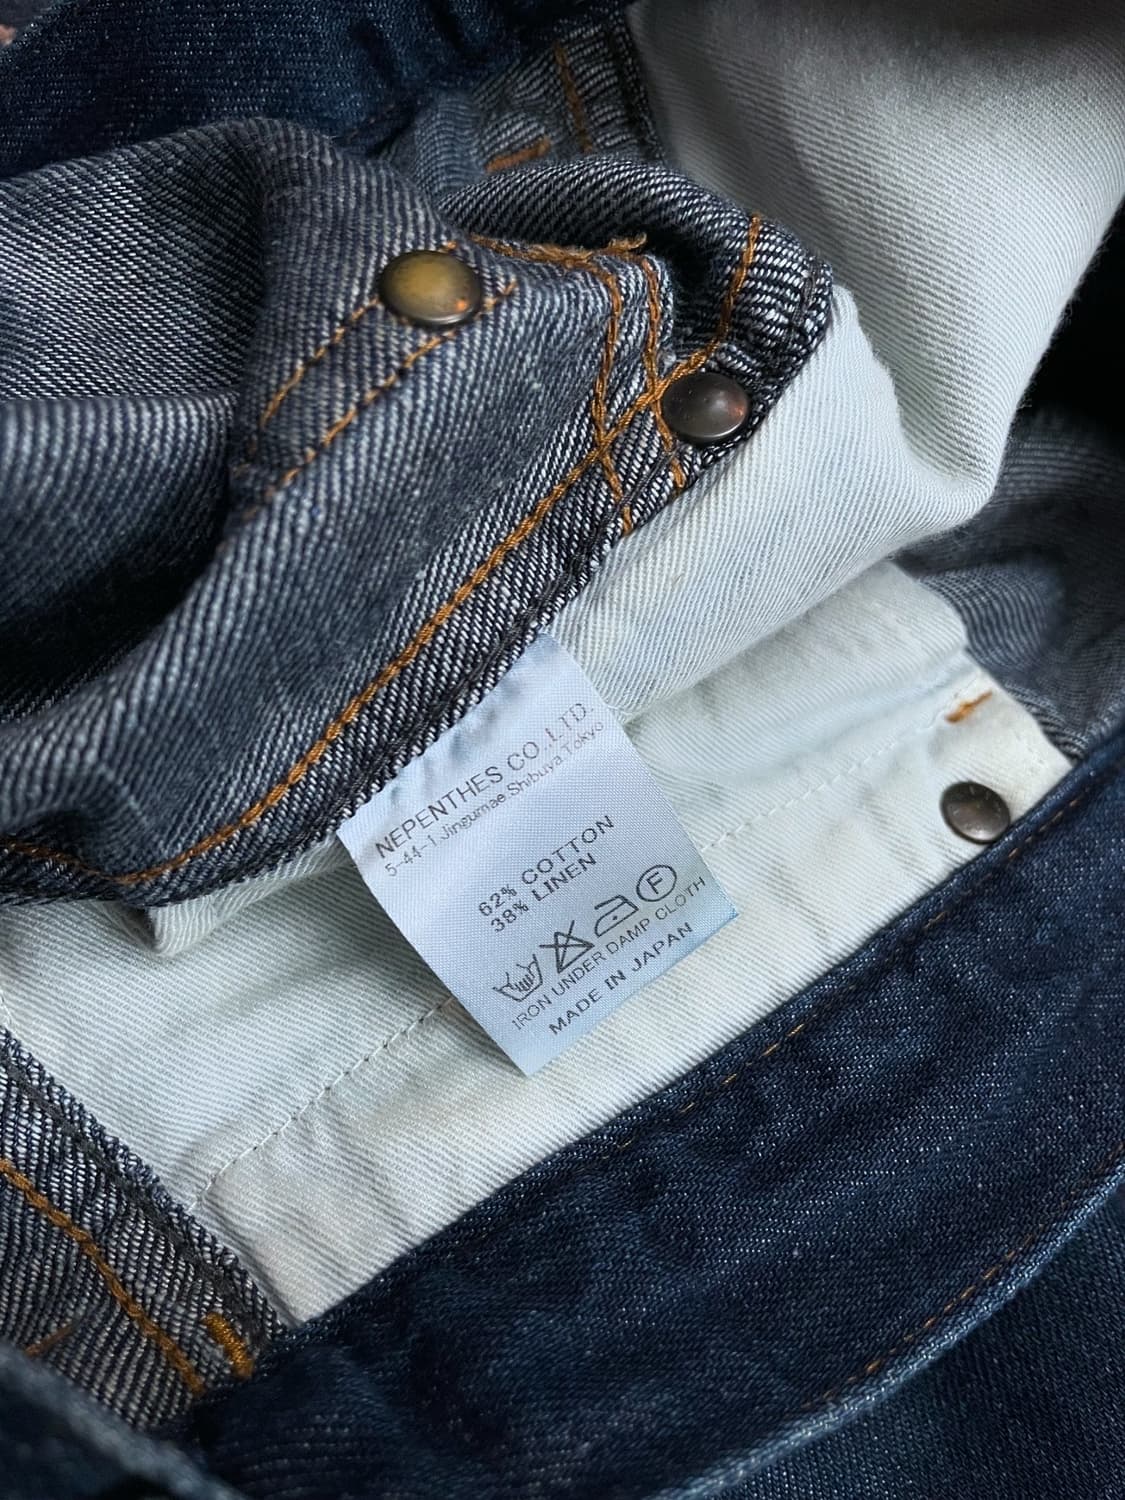 NEPENTHES CO.,LTD.
5-44-1,Jingumae.Shibuya.Tokyo
62% COTTON
38% LINEN
F
IRON UNDER DAMP CLOTH
MADE IN JAPAN